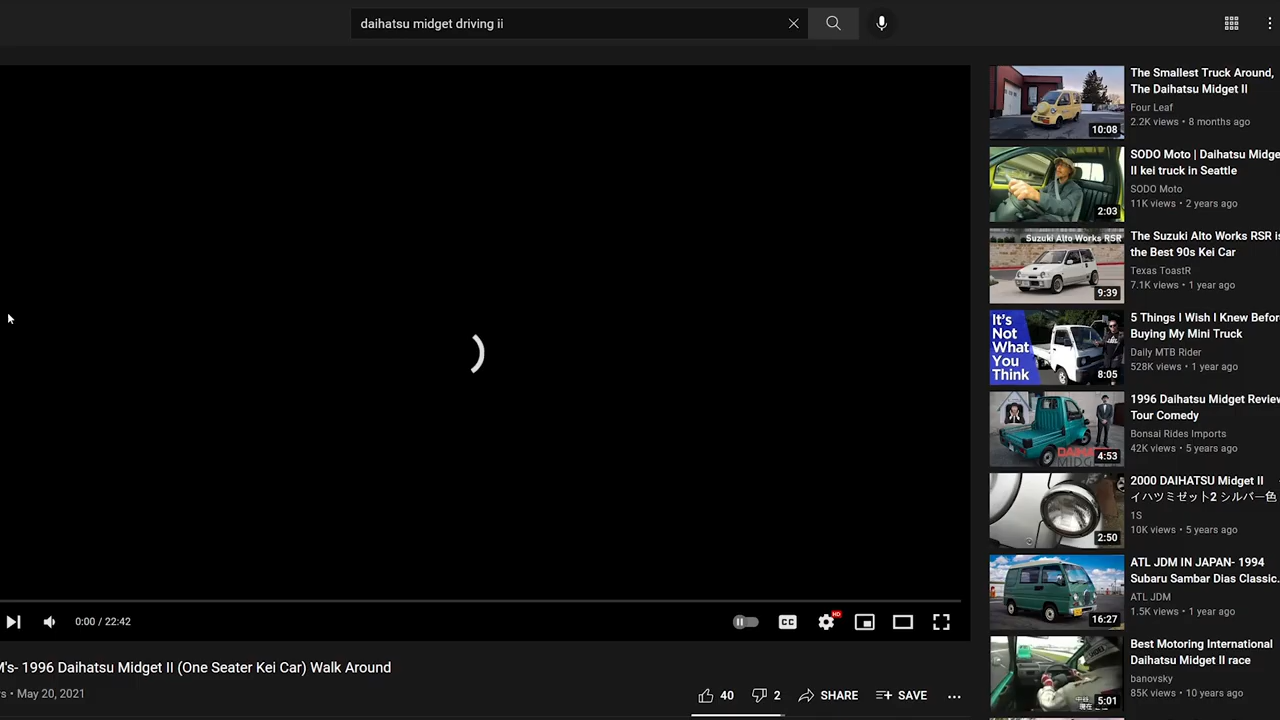 daihatsu midget driving ii
The Smallest Truck Around,
The Daihatsu Midget II
Four Leaf
2.2K views • 8 months ago
10:08
SODO Moto | Daihatsu Midge
II kei truck in Seattle
SODO Moto
11K views • 2 years ago
2:03
Suzuki Alto Works RSR
The Suzuki Alto Works RSR is
the Best 90s Kei Car
Texas ToastR
7.1K views • 1 year ago
9:39
It's
Not
What
You
Think
5 Things I Wish I Knew Before
Buying My Mini Truck
Daily MTB Rider
528K views • 1 year ago
8:05
1996 Daihatsu Midget Review
Tour Comedy
Bonsai Rides Imports
42K views • 5 years ago
4:53
DAIHATSU
MIDGET
2000 DAIHATSU Midget II
イハツミゼット2 シルバー色
1S
10K views • 5 years ago
2:50
ATL JDM IN JAPAN- 1994
Subaru Sambar Dias Classic.
ATL JDM
1.5K views • 1 year ago
16:27
Best Motoring International
Daihatsu Midget II race
banovsky
85K views • 10 years ago
5:01
0:00 / 22:42
CC
HD
M's- 1996 Daihatsu Midget II (One Seater Kei Car) Walk Around
rs • May 20, 2021
40
2
SHARE
SAVE